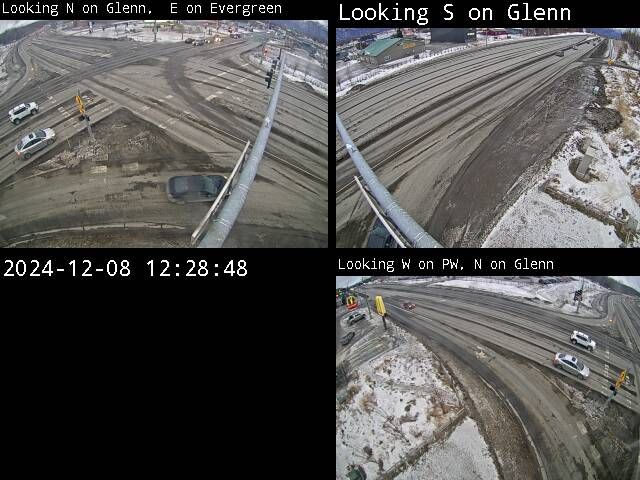 Looking N on Glenn,  E on Evergreen
Looking S on Glenn
2024-12-08 12:28:48
Looking W on PW, N on Glenn